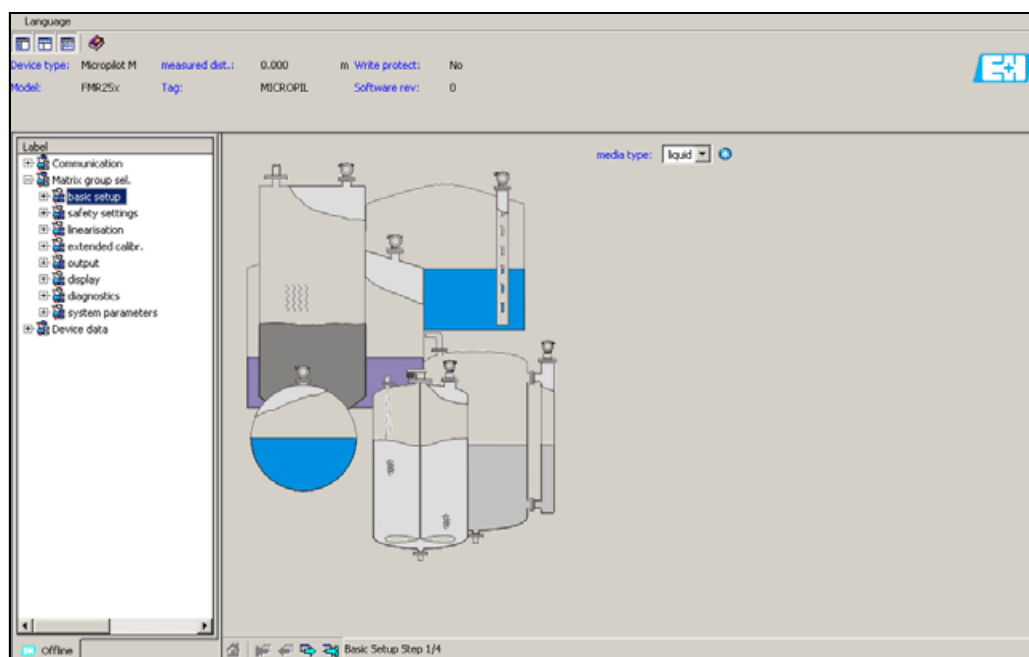 Language
Device type: Micropilot M measured dist.: 0.000 m Write protect: No
Model: FMR25x Tag: MICROPIL Software rev: 0
E+H
Label
Communication
Matrix group sel.
basic setup
safety settings
linearisation
extended calibr.
output
display
diagnostics
system parameters
Device data
media type: liquid
Offline
Basic Setup Step 1/4